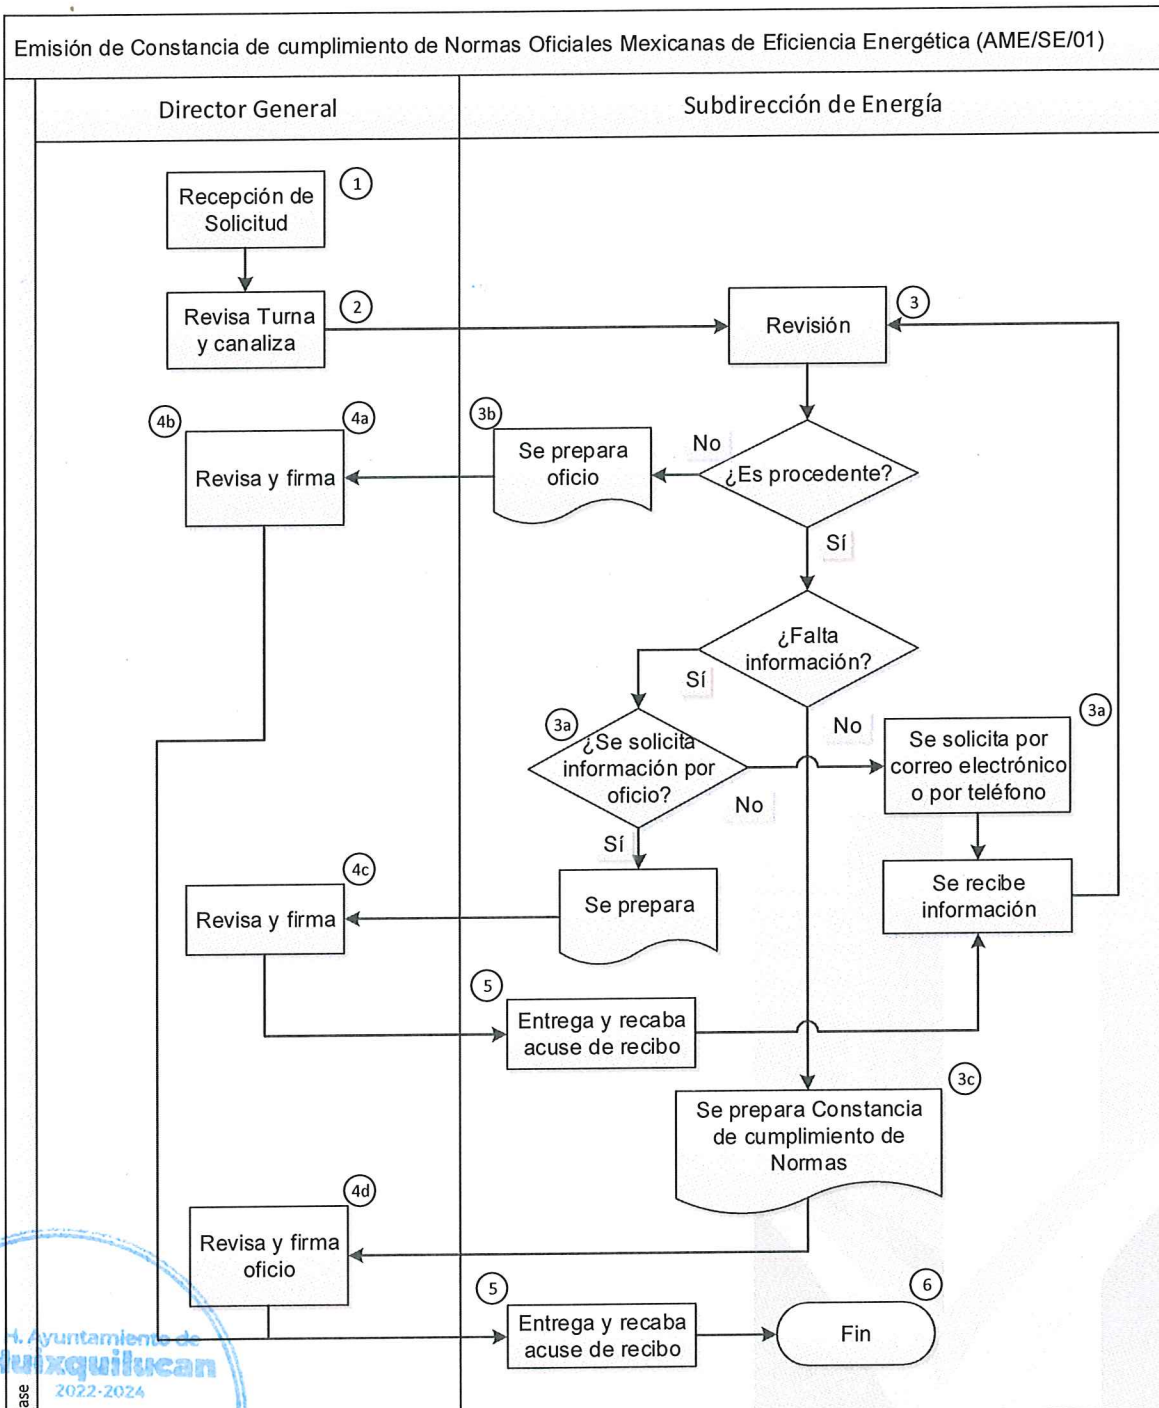 Emisión de Constancia de cumplimiento de Normas Oficiales Mexicanas de Eficiencia Energética (AME/SE/01)
Director General
Subdirección de Energía
1
Recepción de
Solicitud
2
Revisa Turna
y canaliza
3
Revisión
4b
4a
Revisa y firma
3b
Se prepara
oficio
No
¿Es procedente?
Sí
¿Falta
información?
Sí
No
3a
¿Se solicita
información por
oficio?
No
Sí
3a
Se solicita por
correo electrónico
o por teléfono
Se recibe
información
4c
Revisa y firma
Se prepara
5
Entrega y recaba
acuse de recibo
3c
Se prepara Constancia
de cumplimiento de
Normas
4d
Revisa y firma
oficio
5
Entrega y recaba
acuse de recibo
6
Fin
H. Ayuntamiento de
Huixquilucan
2022-2024
ase